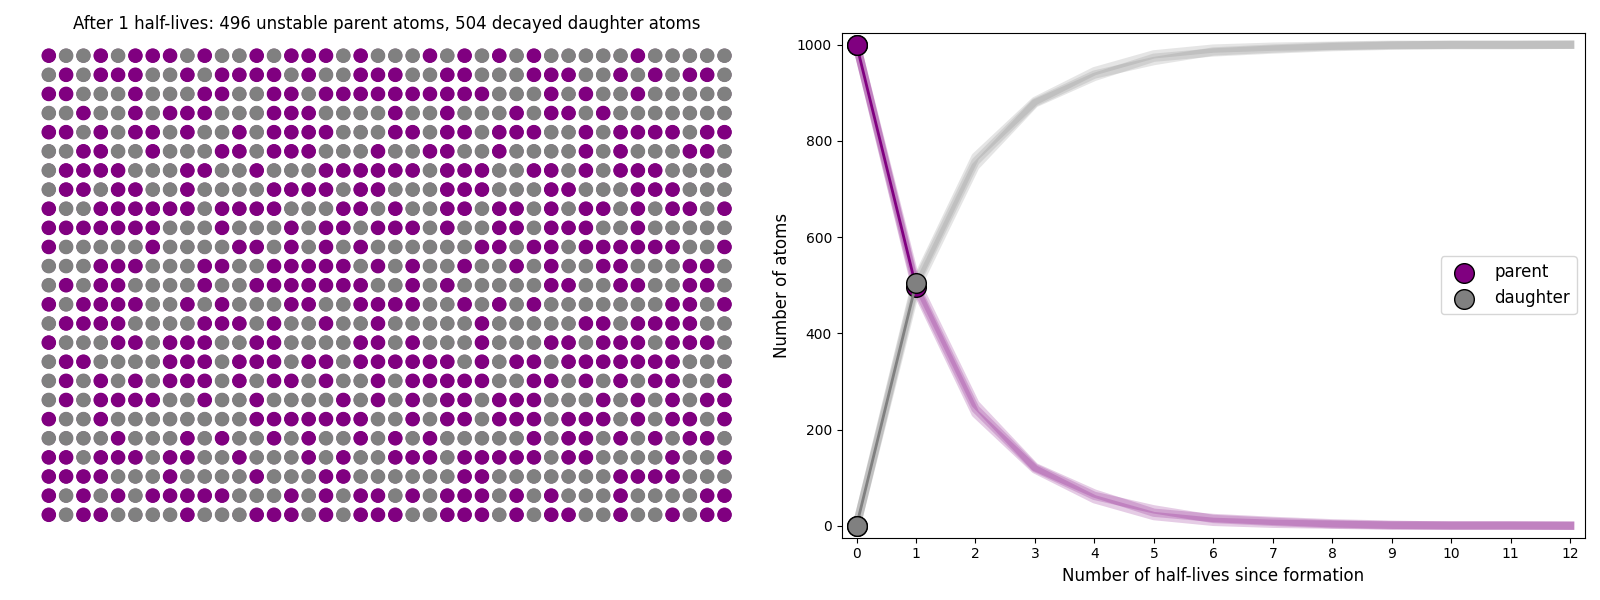 After 1 half-lives: 496 unstable parent atoms, 504 decayed daughter atoms
1000
800
600
400
200
0
Number of atoms
0 1 2 3 4 5 6 7 8 9 10 11 12
Number of half-lives since formation
parent
daughter